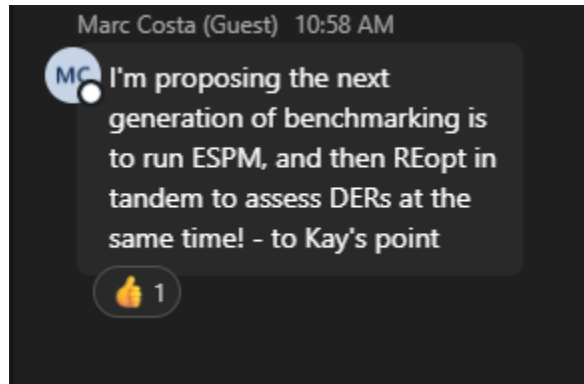 Marc Costa (Guest) 10:58 AM
MC
I'm proposing the next
generation of benchmarking is
to run ESPM, and then REopt in
tandem to assess DERs at the
same time! - to Kay's point
👍 1